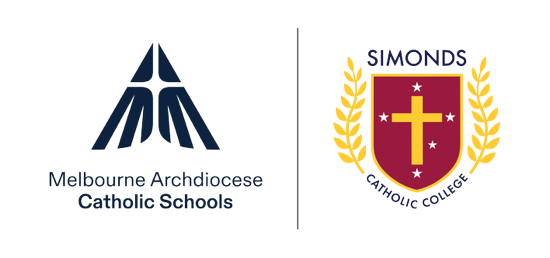 Melbourne Archdiocese
Catholic Schools
SIMONDS
CATHOLIC COLLEGE